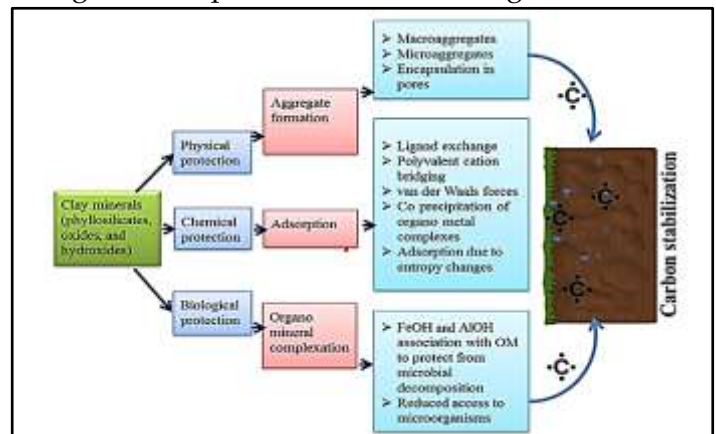 Clay minerals
(phyllosilicates,
oxides, and
hydroxides)
Physical
protection
Chemical
protection
Biological
protection
Aggregate
formation
Adsorption
Organo
mineral
complexation
➢ Macroaggregates
➢ Microaggregates
➢ Encapsulation in
pores
➢ Ligand exchange
➢ Polyvalent cation
bridging
➢ van der Waals forces
➢ Co precipitation of
organo metal
complexes
➢ Adsorption due to
entropy changes
➢ FeOH and AlOH
association with OM
to protect from
microbial
decomposition
➢ Reduced access to
microorganisms
C
C
C
C
C
Carbon stabilization